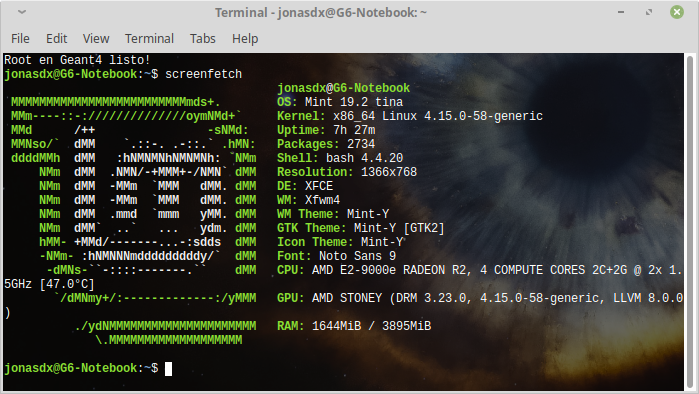 Terminal - jonasdx@G6-Notebook: ~
File Edit View Terminal Tabs Help
Root en Geant4 listo!
jonasdx@G6-Notebook:~$ screenfetch
jonasdx@G6-Notebook
MMMMMMMMMMMMMMMMMMMMMMMMMmds+. OS: Mint 19.2 tina
MMm----::-://////////////oymNMd+` Kernel: x86_64 Linux 4.15.0-58-generic
MMd /++ -sNMd: Uptime: 7h 27m
MMNso/` dMM `.::-. .-::.` .hMN: Packages: 2734
ddddMMh dMM :hNMNMNhNMNMNh: `NMm Shell: bash 4.4.20
NMm dMM .NMN/-+MMM+-/NMN` dMM Resolution: 1366x768
NMm dMM -MMm `MMM dMM. dMM DE: XFCE
NMm dMM -MMm `MMM dMM. dMM WM: Xfwm4
NMm dMM .mmd `mmm yMM. dMM WM Theme: Mint-Y
NMm dMM` ..` ... ydm. dMM GTK Theme: Mint-Y [GTK2]
hMM- +MMd/-------...-:sdds dMM Icon Theme: Mint-Y
-NMm- :hNMNNNmdddddddddy/` dMM Font: Noto Sans 9
-dMNs-``-::::-------.`` dMM CPU: AMD E2-9000e RADEON R2, 4 COMPUTE CORES 2C+2G @ 2x 1.
5GHz [47.0°C]
`/dMNmy+/:-------------:/yMMM GPU: AMD STONEY (DRM 3.23.0, 4.15.0-58-generic, LLVM 8.0.0
)
./ydNMMMMMMMMMMMMMMMMMMMMM RAM: 1644MiB / 3895MiB
\.MMMMMMMMMMMMMMMMMMM
jonasdx@G6-Notebook:~$